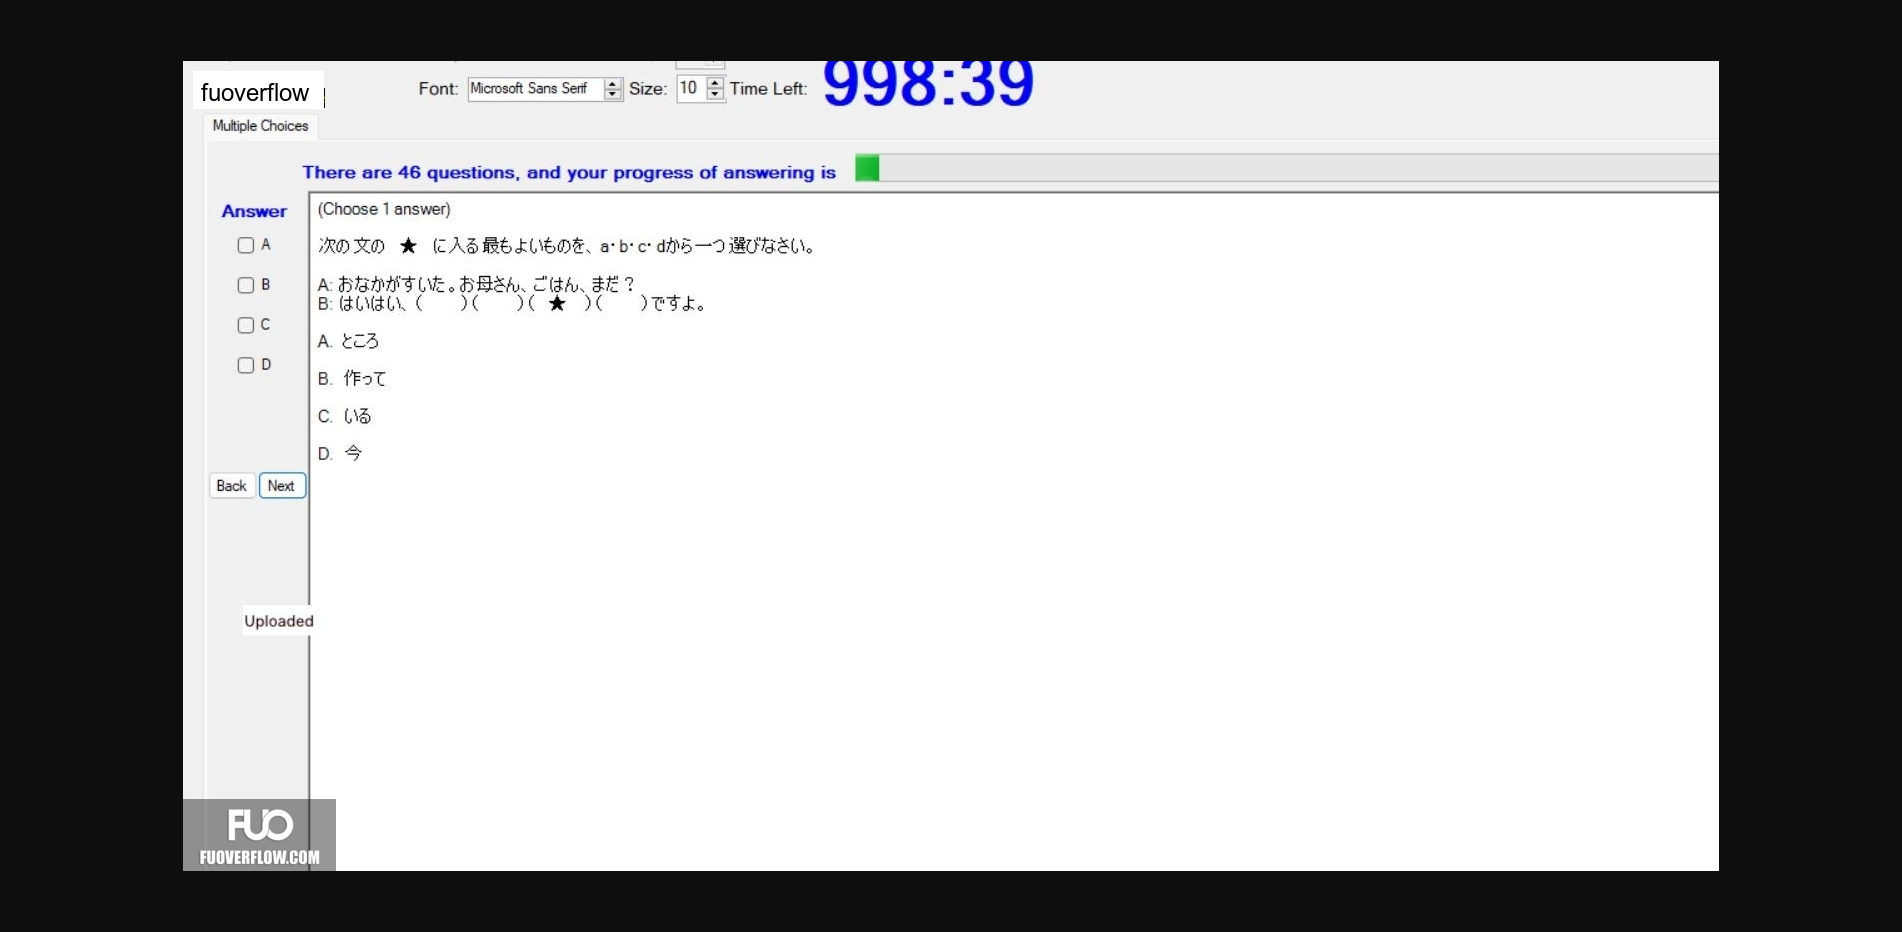 fuoverflow
Font: Microsoft Sans Serif Size: 10 Time Left: 998:39
Multiple Choices
There are 46 questions, and your progress of answering is
Answer
A
B
C
D
Back Next
(Choose 1 answer)
次の文の ★ に入る最もよいものを、a・b・c・dから一つ選びなさい。
A: おなかがすいた。お母さん、ごはん、まだ？
B: はいはい、( )( )( ★ )( )ですよ。
A. ところ
B. 作って
C. いる
D. 今
Uploaded
FUO
FUOVERFLOW.COM